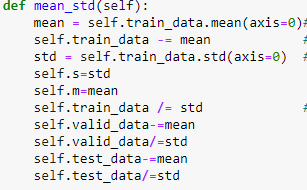 def mean_std(self):
mean = self.train_data.mean(axis=0)#
self.train_data -= mean #
std = self.train_data.std(axis=0) #
self.s=std
self.m=mean
self.train_data /= std #
self.valid_data-=mean
self.valid_data/=std
self.test_data-=mean
self.test_data/=std